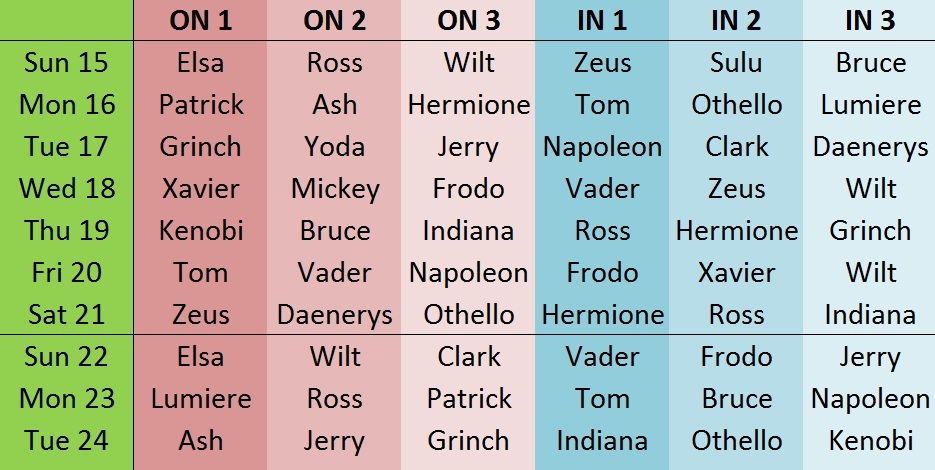 ON 1 ON 2 ON 3 IN 1 IN 2 IN 3
Sun 15 Elsa Ross Wilt Zeus Sulu Bruce
Mon 16 Patrick Ash Hermione Tom Othello Lumiere
Tue 17 Grinch Yoda Jerry Napoleon Clark Daenerys
Wed 18 Xavier Mickey Frodo Vader Zeus Wilt
Thu 19 Kenobi Bruce Indiana Ross Hermione Grinch
Fri 20 Tom Vader Napoleon Frodo Xavier Wilt
Sat 21 Zeus Daenerys Othello Hermione Ross Indiana
Sun 22 Elsa Wilt Clark Vader Frodo Jerry
Mon 23 Lumiere Ross Patrick Tom Bruce Napoleon
Tue 24 Ash Jerry Grinch Indiana Othello Kenobi